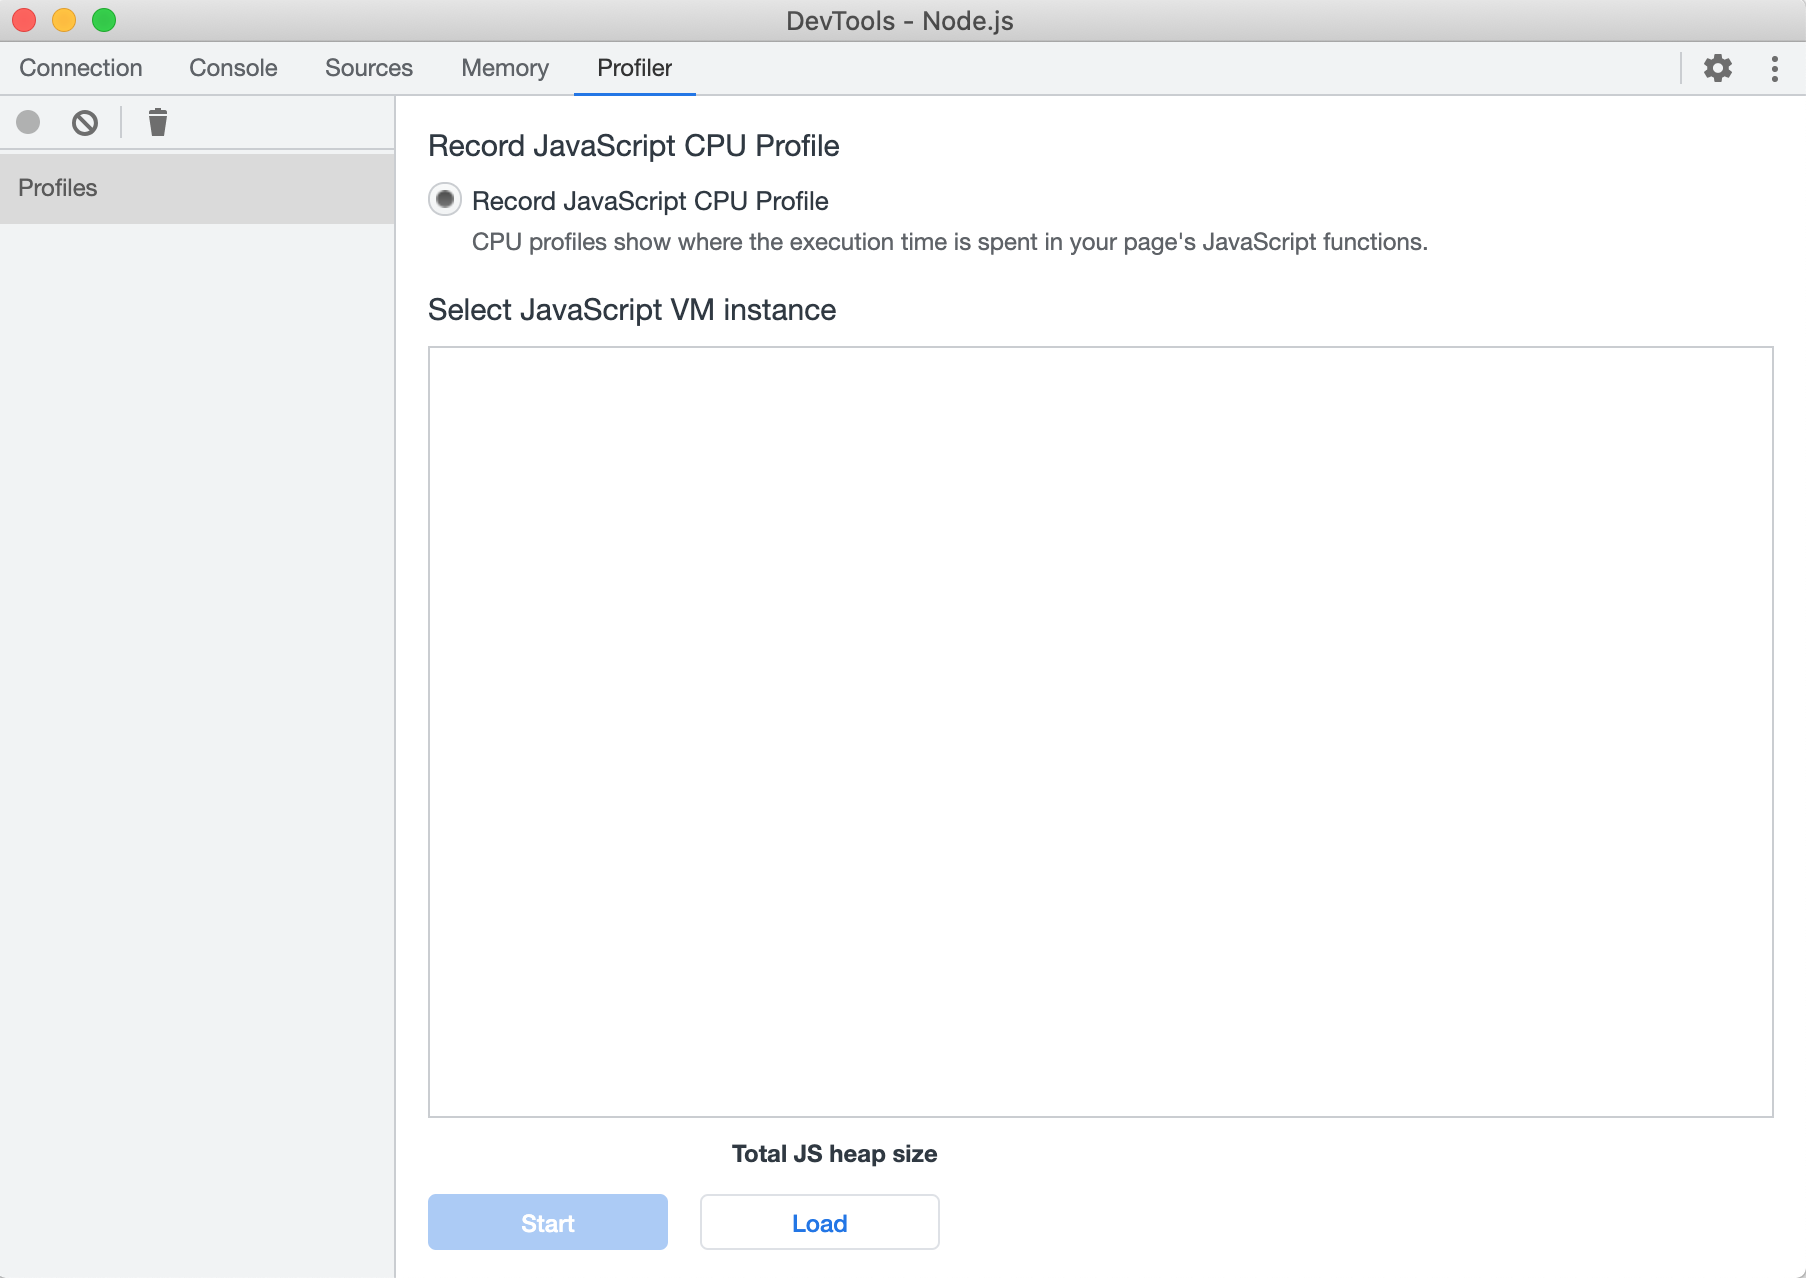 DevTools - Node.js
Connection Console Sources Memory Profiler
Profiles
Record JavaScript CPU Profile
Record JavaScript CPU Profile
CPU profiles show where the execution time is spent in your page's JavaScript functions.
Select JavaScript VM instance
Total JS heap size
Start Load